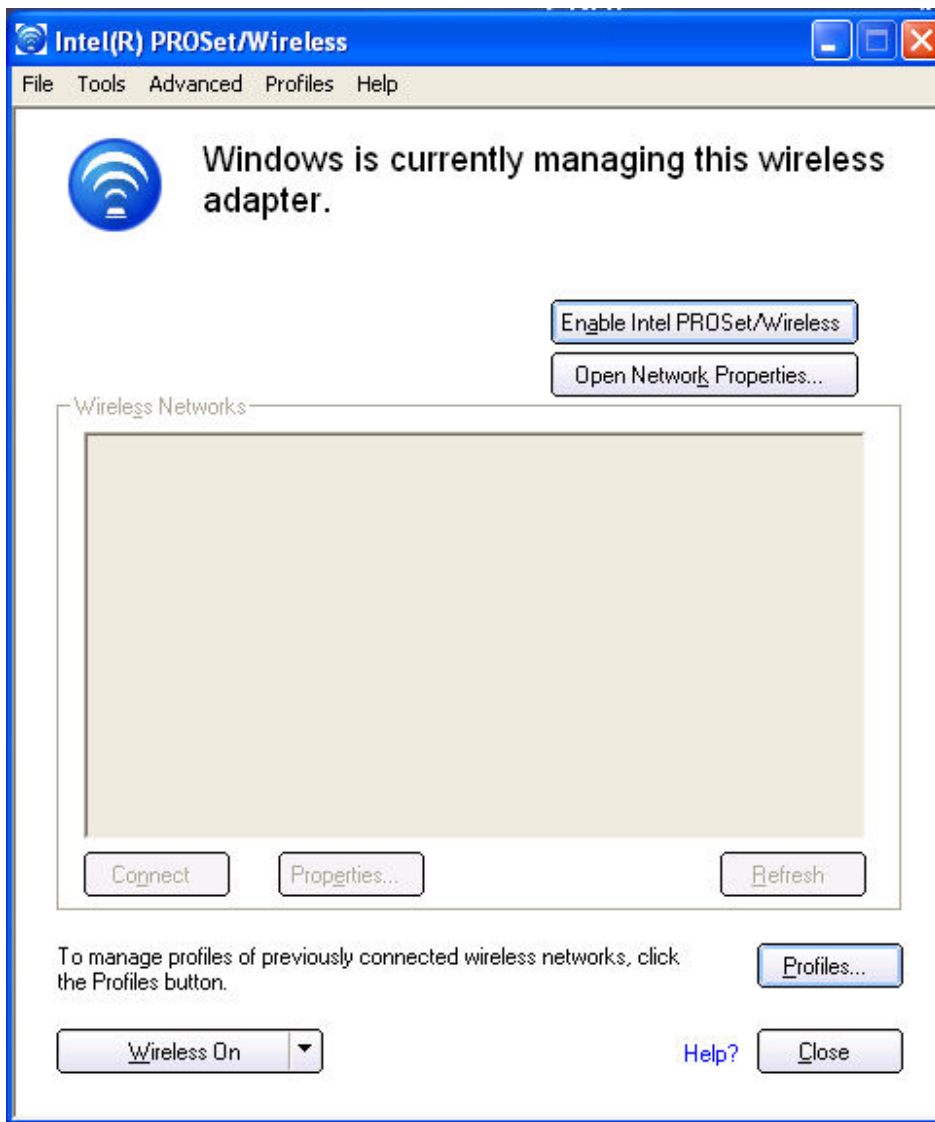 Intel(R) PROSet/Wireless
File Tools Advanced Profiles Help
Windows is currently managing this wireless
adapter.
Enable Intel PROSet/Wireless
Open Network Properties...
Wireless Networks
Connect Properties... Refresh
To manage profiles of previously connected wireless networks, click
the Profiles button.
Profiles...
Wireless On
Help?
Close